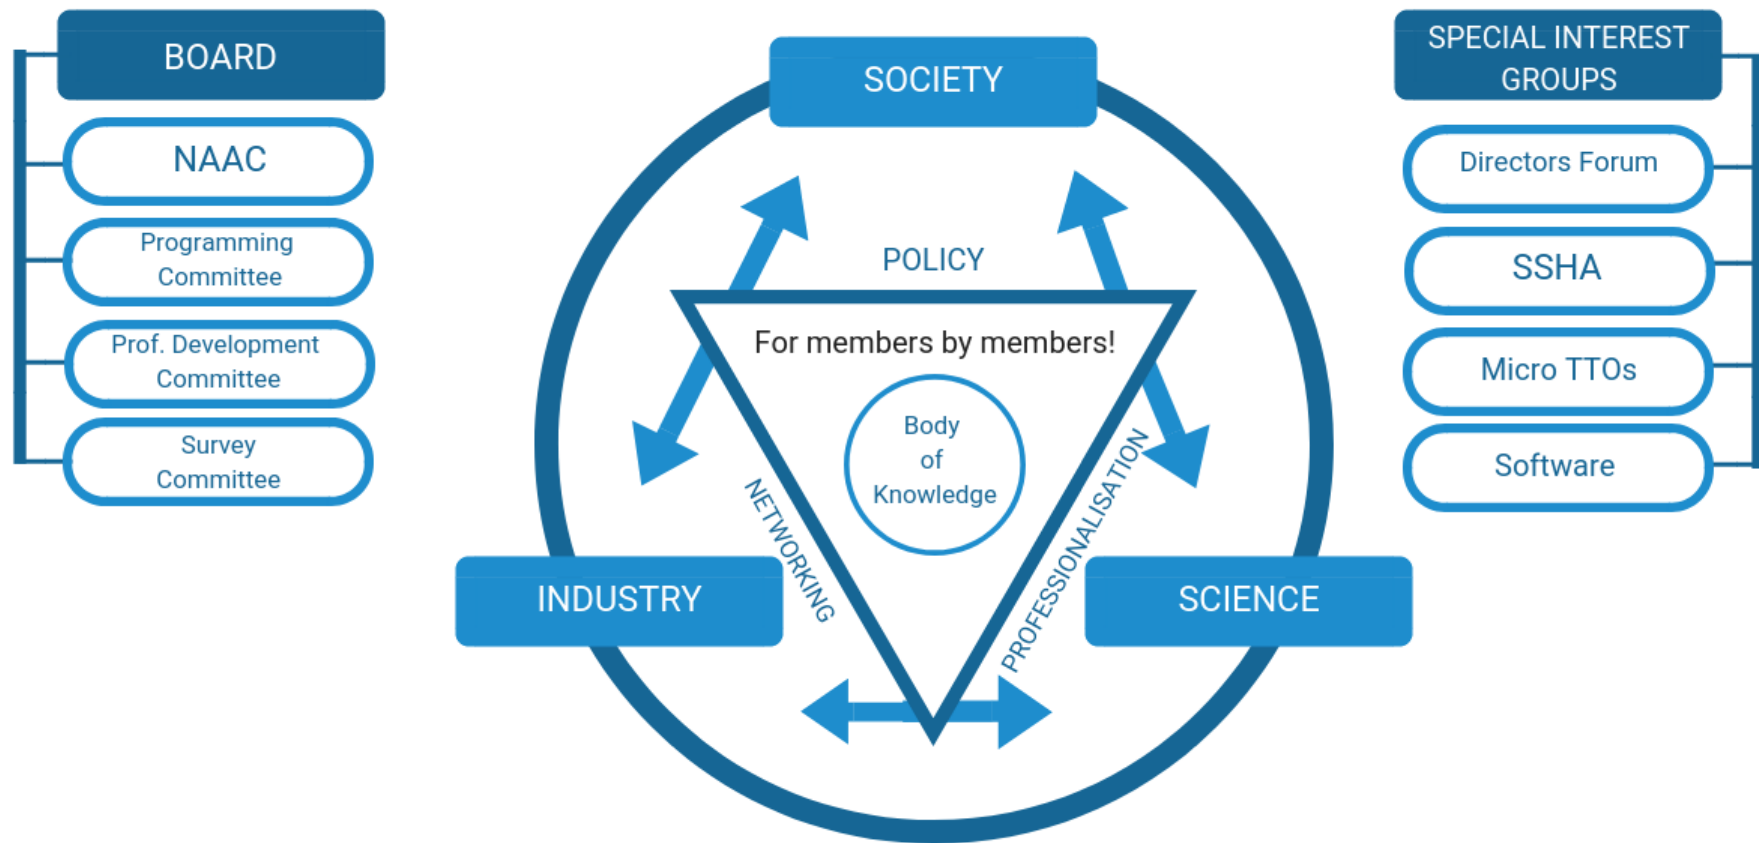 BOARD
NAAC
Programming
Committee
Prof. Development
Committee
Survey
Committee
SOCIETY
POLICY
For members by members!
Body
of
Knowledge
NETWORKING
PROFESSIONALISATION
INDUSTRY
SCIENCE
SPECIAL INTEREST
GROUPS
Directors Forum
SSHA
Micro TTOs
Software